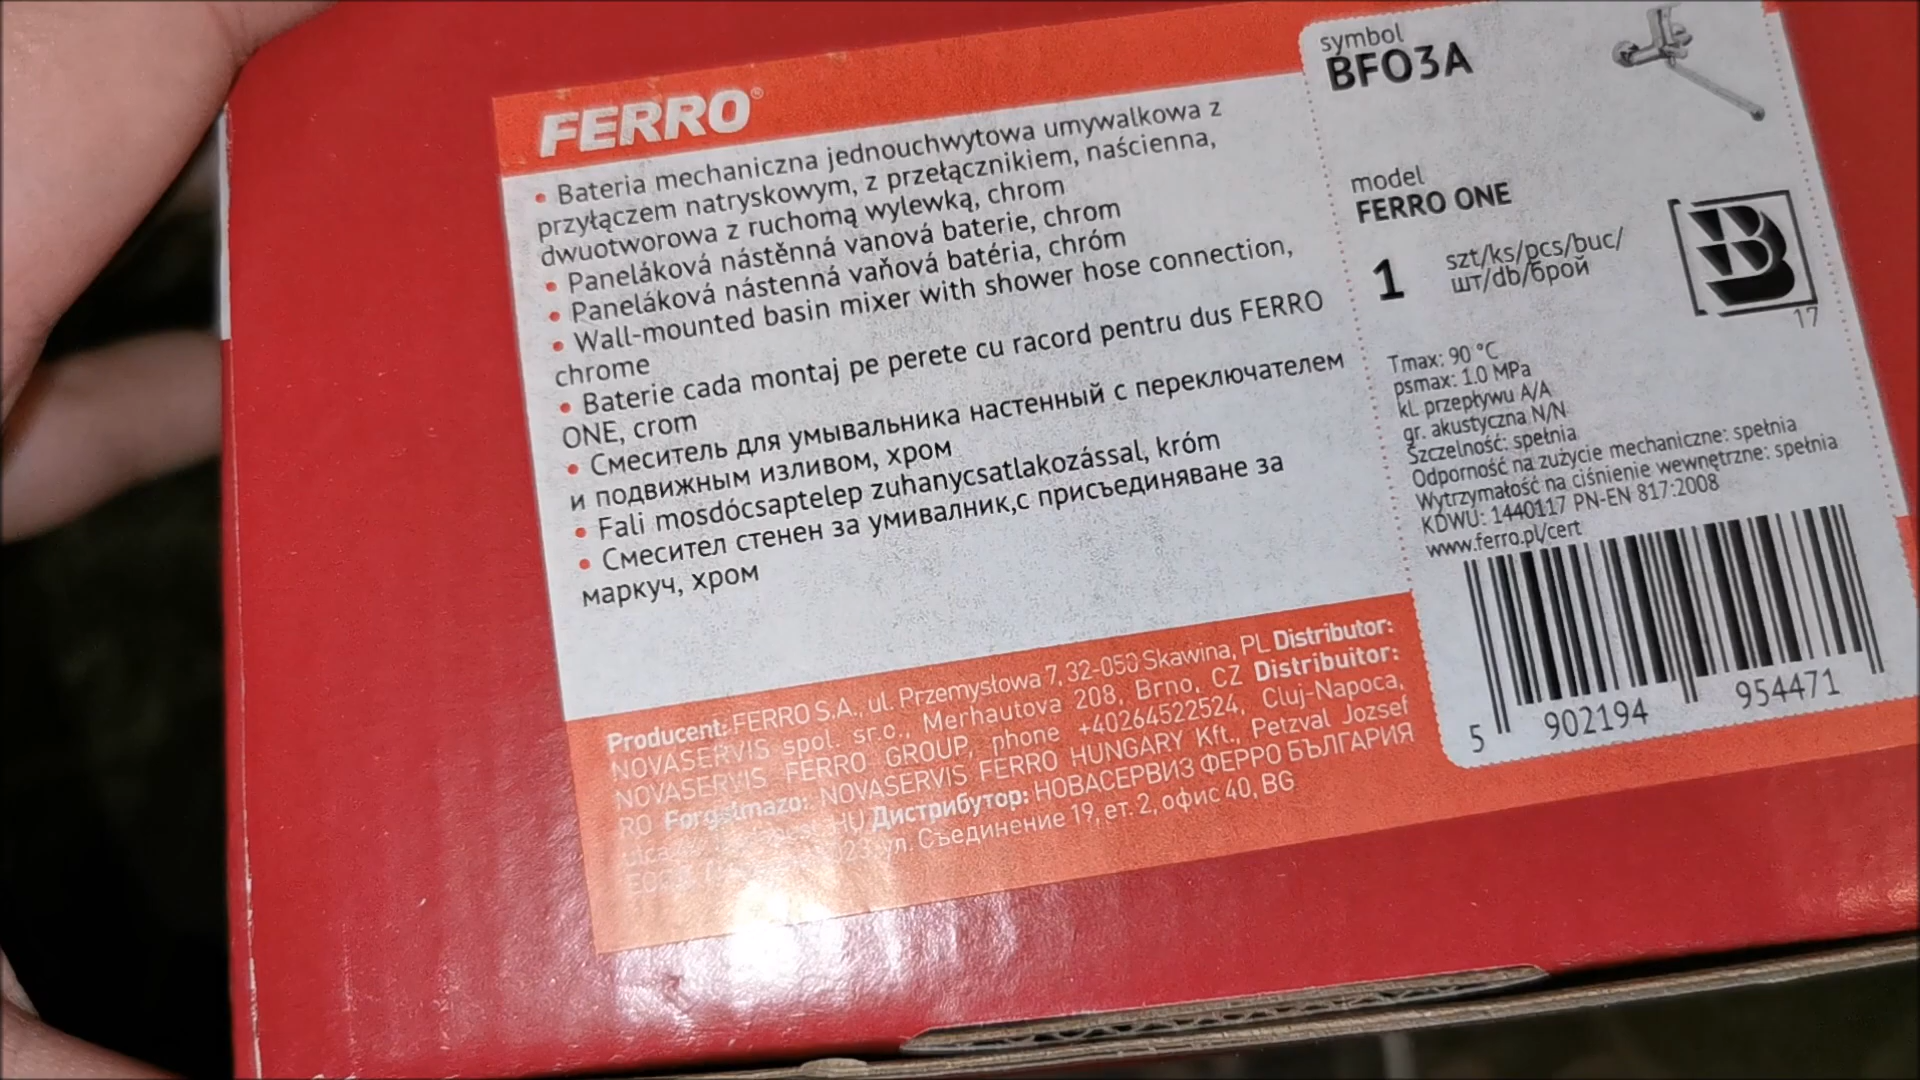 FERRO®
• Bateria mechaniczna jednouchwytowa umywalkowa z
przyłączem natryskowym, z przełącznikiem, naścienna,
dwuotworowa z ruchomą wylewką, chrom
• Paneláková nástěnná vanová baterie, chrom
• Paneláková nástenná vaňová batéria, chróm
• Wall-mounted basin mixer with shower hose connection,
chrome
• Baterie cada montaj pe perete cu racord pentru dus FERRO
ONE, crom
• Смеситель для умывальника настенный с переключателем
и подвижным изливом, хром
• Fali mosdócsaptelep zuhanycsatlakozással, króm
• Смесител стенен за умивалник,с присъединяване за
маркуч, хром
Producent: FERRO S.A., ul. Przemysłowa 7, 32-050 Skawina, PL Distributor:
NOVASERVIS spol. sr.o., Merhautova 208, Brno, CZ Distribuitor:
NOVASERVIS FERRO GROUP, phone +40264522524, Cluj-Napoca,
RO Forgalmazo: NOVASERVIS FERRO HUNGARY Kft., Petzval Jozsef
HU Дистрибутор: НОВАСЕРВИЗ ФЕРРО БЪЛГАРИЯ
ул. Съединение 19, ет. 2, офис 40, BG
symbol
BFO3A
model
FERRO ONE
1 szt/ks/pcs/buc/
шт/db/брой
B
17
Tmax: 90 °C
psmax: 1.0 MPa
kl. przepływu A/A
gr. akustyczna N/N
Szczelność: spełnia
Odporność na zużycie mechaniczne: spełnia
Wytrzymałość na ciśnienie wewnętrzne: spełnia
KDWU: 1440117 PN-EN 817:2008
www.ferro.pl/cert
5 902194 954471